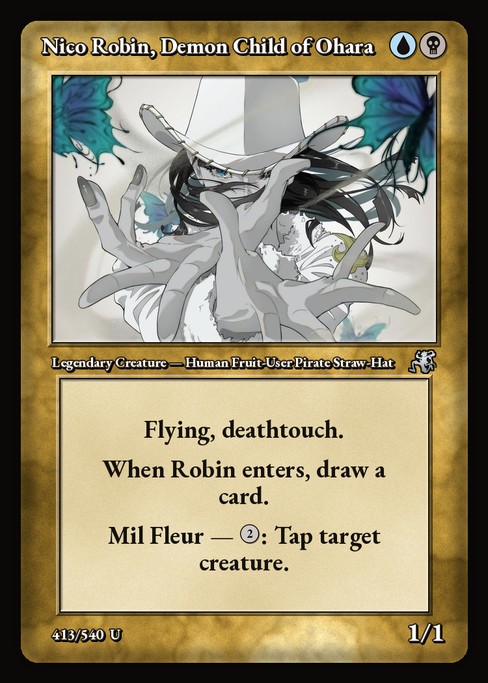 Nico Robin, Demon Child of Ohara
Legendary Creature — Human Fruit-User Pirate Straw-Hat
Flying, deathtouch.
When Robin enters, draw a
card.
Mil Fleur — 2: Tap target
creature.
413/540 U
1/1